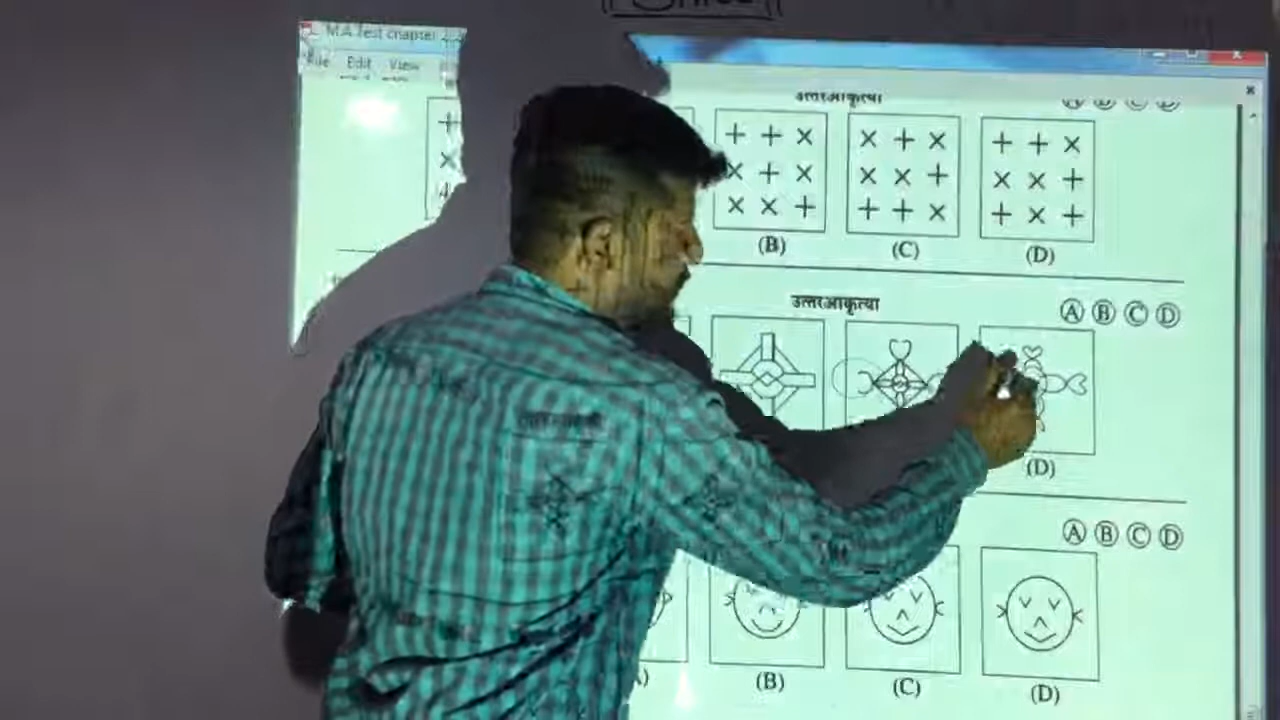 M.A Test chapter
File Edit View
उत्तरआकृत्या
Ⓐ Ⓑ Ⓒ Ⓓ
+ + ×   × + ×   + + ×
× + ×   × × +   × × +
× × +   + + ×   + × +
(B) (C) (D)
उत्तरआकृत्या
Ⓐ Ⓑ Ⓒ Ⓓ
(D)
Ⓐ Ⓑ Ⓒ Ⓓ
(B) (C) (D)